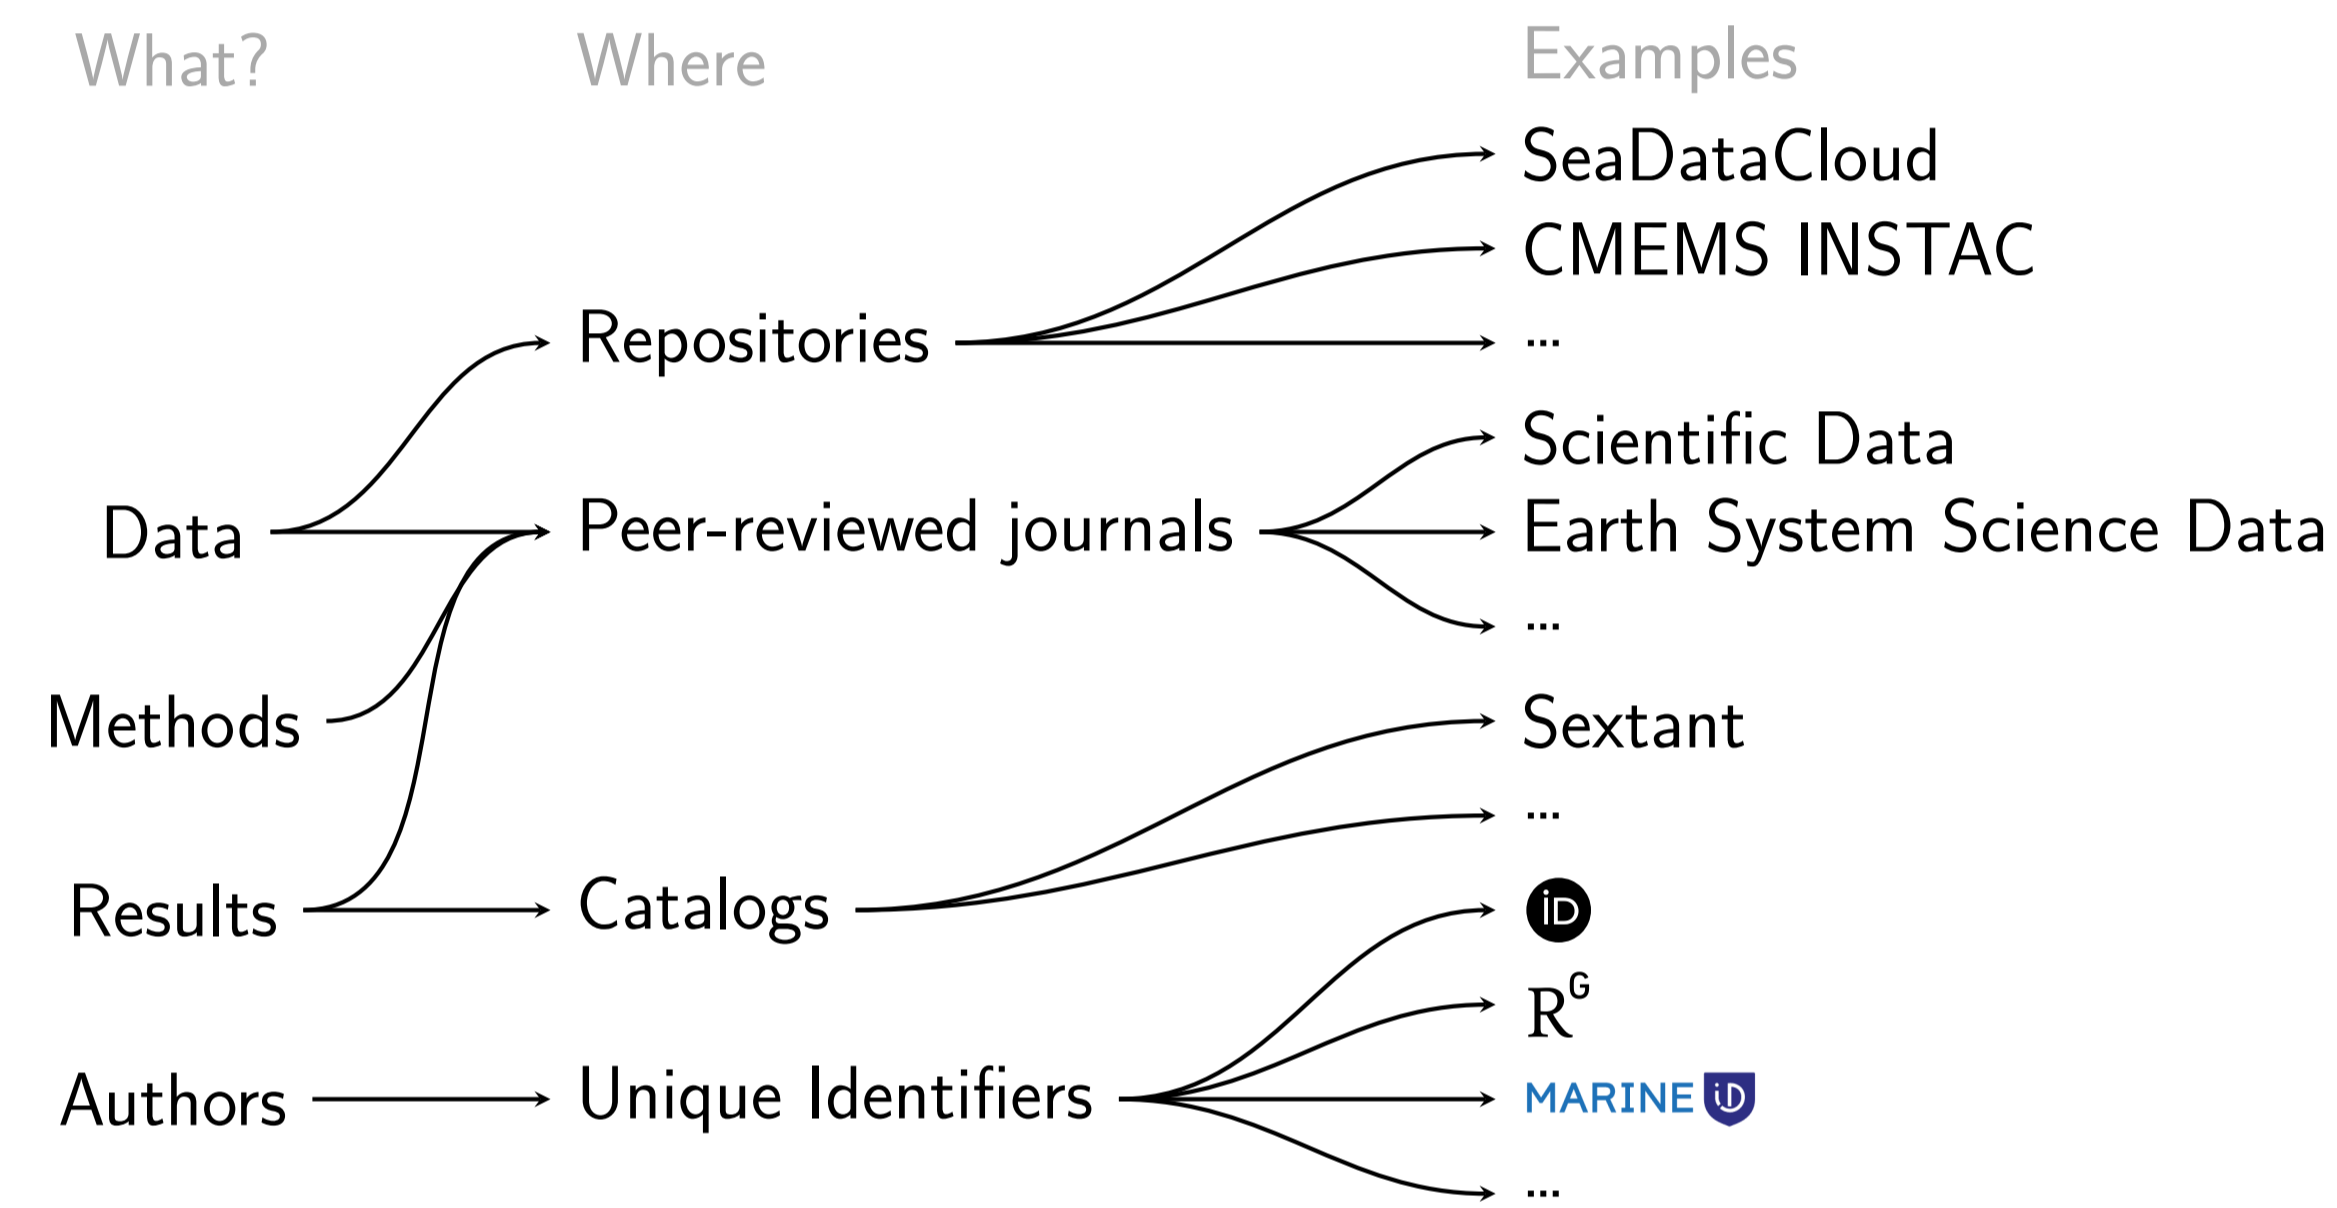 What?
Where
Examples
SeaDataCloud
CMEMS INSTAC
Repositories
...
Scientific Data
Data
Peer-reviewed journals
Earth System Science Data
...
Methods
Sextant
...
Results
Catalogs
iD
RG
Authors
Unique Identifiers
MARINE iD
...